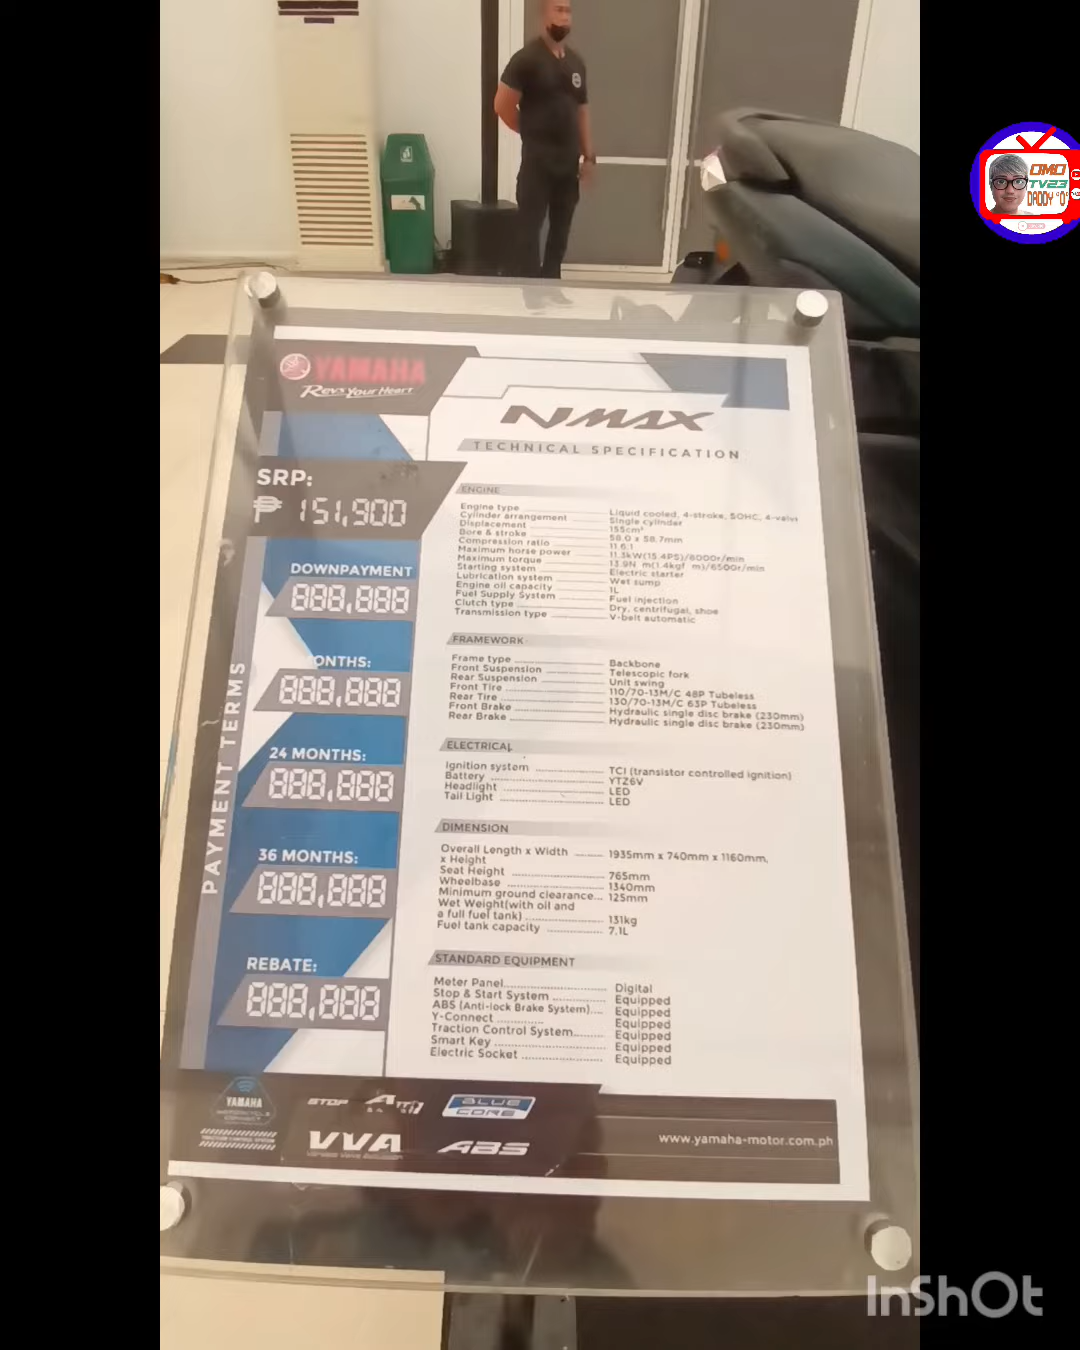 OMO
TV23
DADDY "O"
YAMAHA
Revs Your Heart
NMAX
TECHNICAL SPECIFICATION
SRP:
₱ 151,900
PAYMENT TERMS
DOWNPAYMENT
888,888
ONTHS:
888,888
24 MONTHS:
888,888
36 MONTHS:
888,888
REBATE:
888,888
ENGINE
Engine type Liquid cooled, 4-stroke, SOHC, 4-valve
Cylinder arrangement Single cylinder
Displacement 155cm³
Bore & stroke 58.0 x 58.7mm
Compression ratio 11.6:1
Maximum horse power 11.3kW(15.4PS)/8000r/min
Maximum torque 13.9N m(1.4kgf m)/6500r/min
Starting system Electric starter
Lubrication system Wet sump
Engine oil capacity 1L
Fuel Supply System Fuel injection
Clutch type Dry, centrifugal, shoe
Transmission type V-belt automatic
FRAMEWORK
Frame type Backbone
Front Suspension Telescopic fork
Rear Suspension Unit swing
Front Tire 110/70-13M/C 48P Tubeless
Rear Tire 130/70-13M/C 63P Tubeless
Front Brake Hydraulic single disc brake (230mm)
Rear Brake Hydraulic single disc brake (230mm)
ELECTRICAL
Ignition system TCI (transistor controlled ignition)
Battery YTZ6V
Headlight LED
Tail Light LED
DIMENSION
Overall Length x Width 1935mm x 740mm x 1160mm,
x Height
Seat Height 765mm
Wheelbase 1340mm
Minimum ground clearance... 125mm
Wet Weight(with oil and
a full fuel tank) 131kg
Fuel tank capacity 7.1L
STANDARD EQUIPMENT
Meter Panel Digital
Stop & Start System Equipped
ABS (Anti-lock Brake System) Equipped
Y-Connect Equipped
Traction Control System Equipped
Smart Key Equipped
Electric Socket Equipped
YAMAHA
MOTORCYCLE
CONNECT
TRACTION CONTROL SYSTEM
STOP
BLUE
CORE
VVA
ABS
www.yamaha-motor.com.ph
InShOt